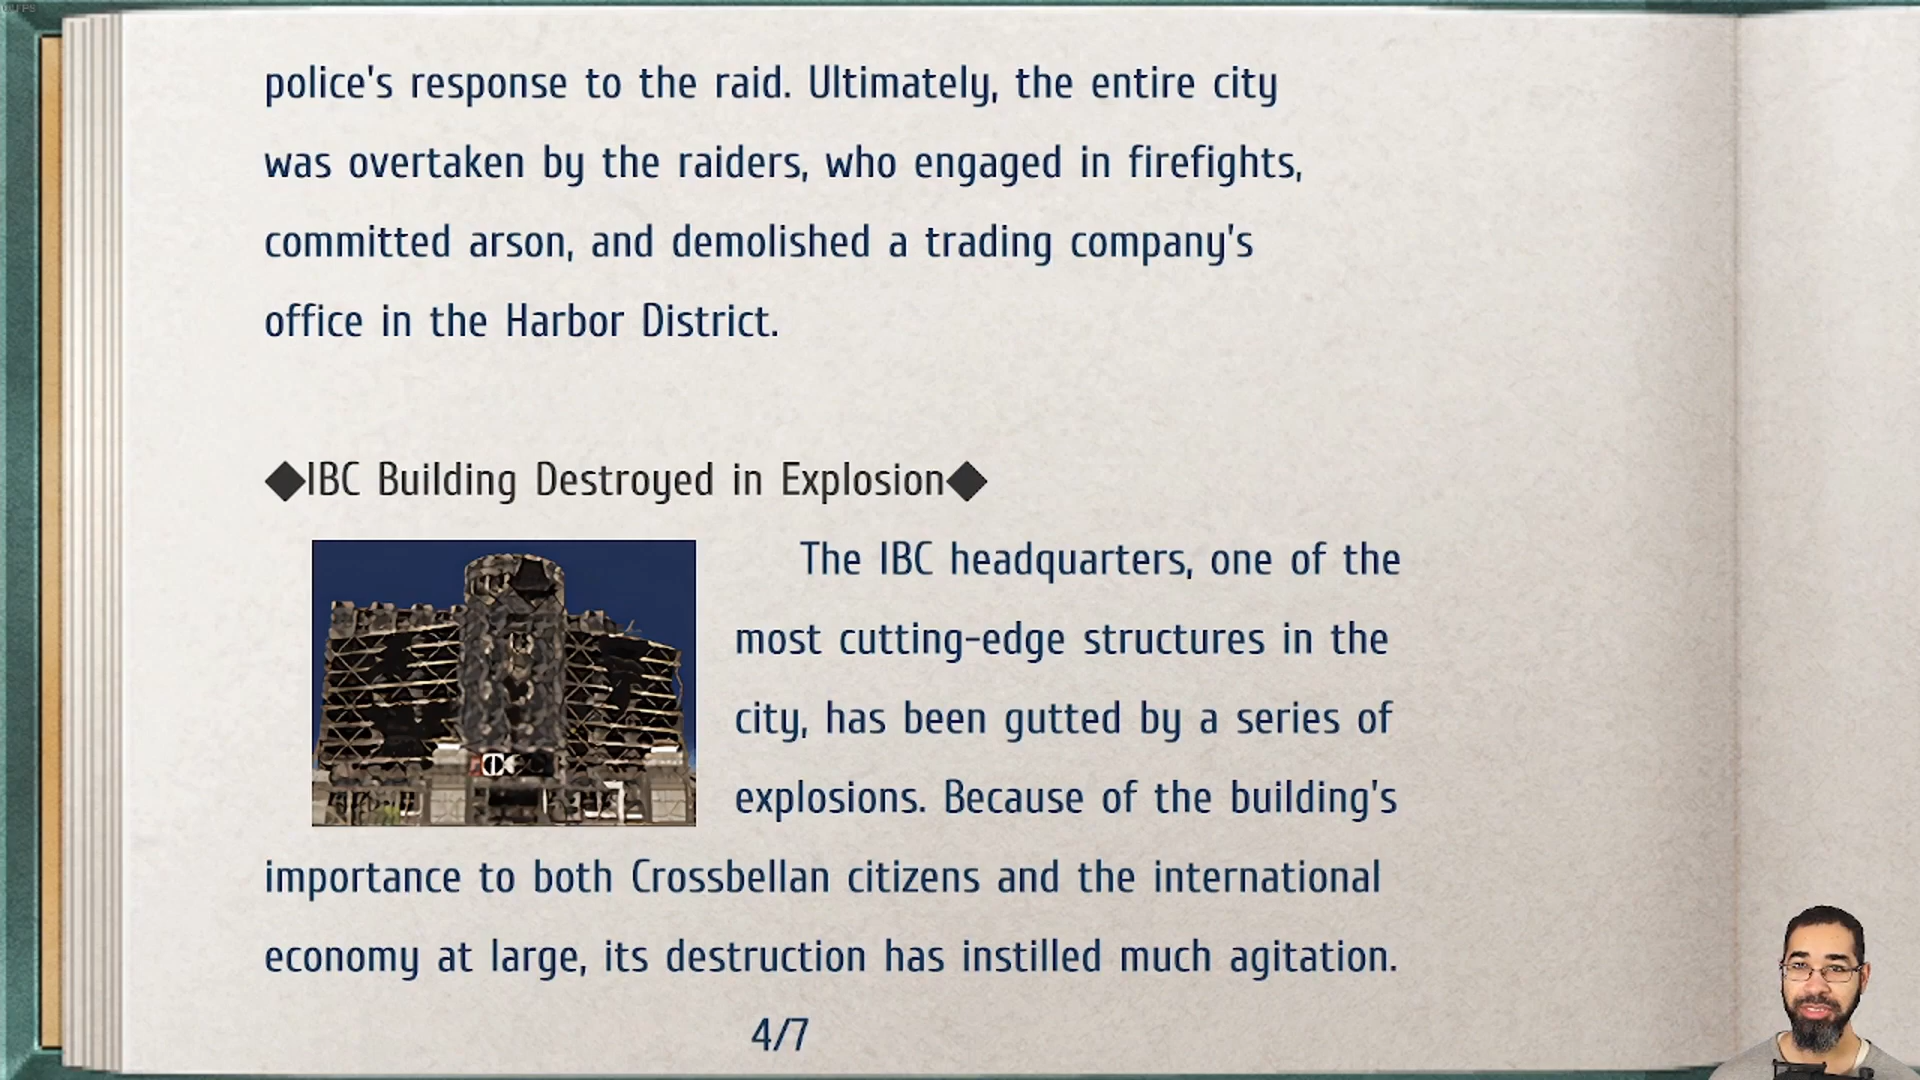 police's response to the raid. Ultimately, the entire city
was overtaken by the raiders, who engaged in firefights,
committed arson, and demolished a trading company's
office in the Harbor District.
◆IBC Building Destroyed in Explosion◆
The IBC headquarters, one of the
most cutting-edge structures in the
city, has been gutted by a series of
explosions. Because of the building's
importance to both Crossbellan citizens and the international
economy at large, its destruction has instilled much agitation.
4/7